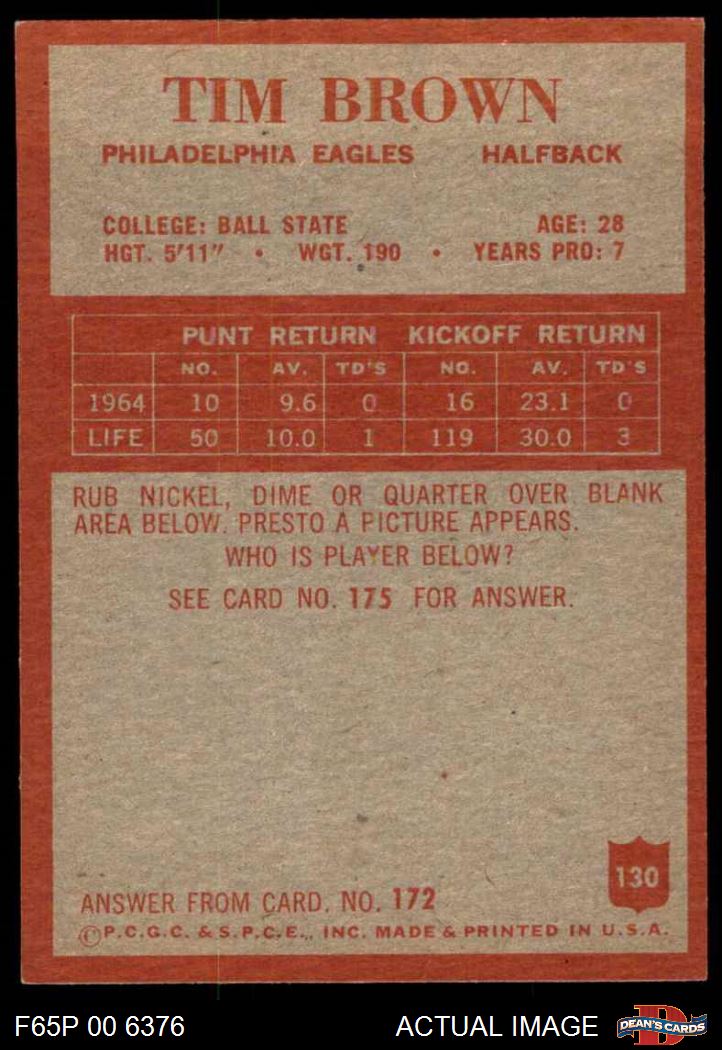 TIM BROWN
PHILADELPHIA EAGLES HALFBACK
COLLEGE: BALL STATE AGE: 28
HGT. 5'11" • WGT. 190 • YEARS PRO: 7
PUNT RETURN KICKOFF RETURN
NO. AV. TD'S NO. AV. TD'S
1964 10 9.6 0 16 23.1 0
LIFE 50 10.0 1 119 30.0 3
RUB NICKEL, DIME OR QUARTER OVER BLANK
AREA BELOW. PRESTO A PICTURE APPEARS.
WHO IS PLAYER BELOW?
SEE CARD NO. 175 FOR ANSWER.
130
ANSWER FROM CARD. NO. 172
©P.C.G.C. & S.P.C.E., INC. MADE & PRINTED IN U.S.A.
F65P 00 6376 ACTUAL IMAGE D DEAN'S CARDS